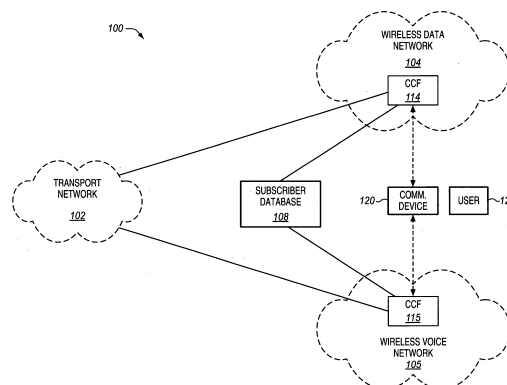 100
WIRELESS DATA
NETWORK
104
CCF
114
TRANSPORT
NETWORK
102
SUBSCRIBER
DATABASE
108
120
COMM.
DEVICE
USER
CCF
115
WIRELESS VOICE
NETWORK
105